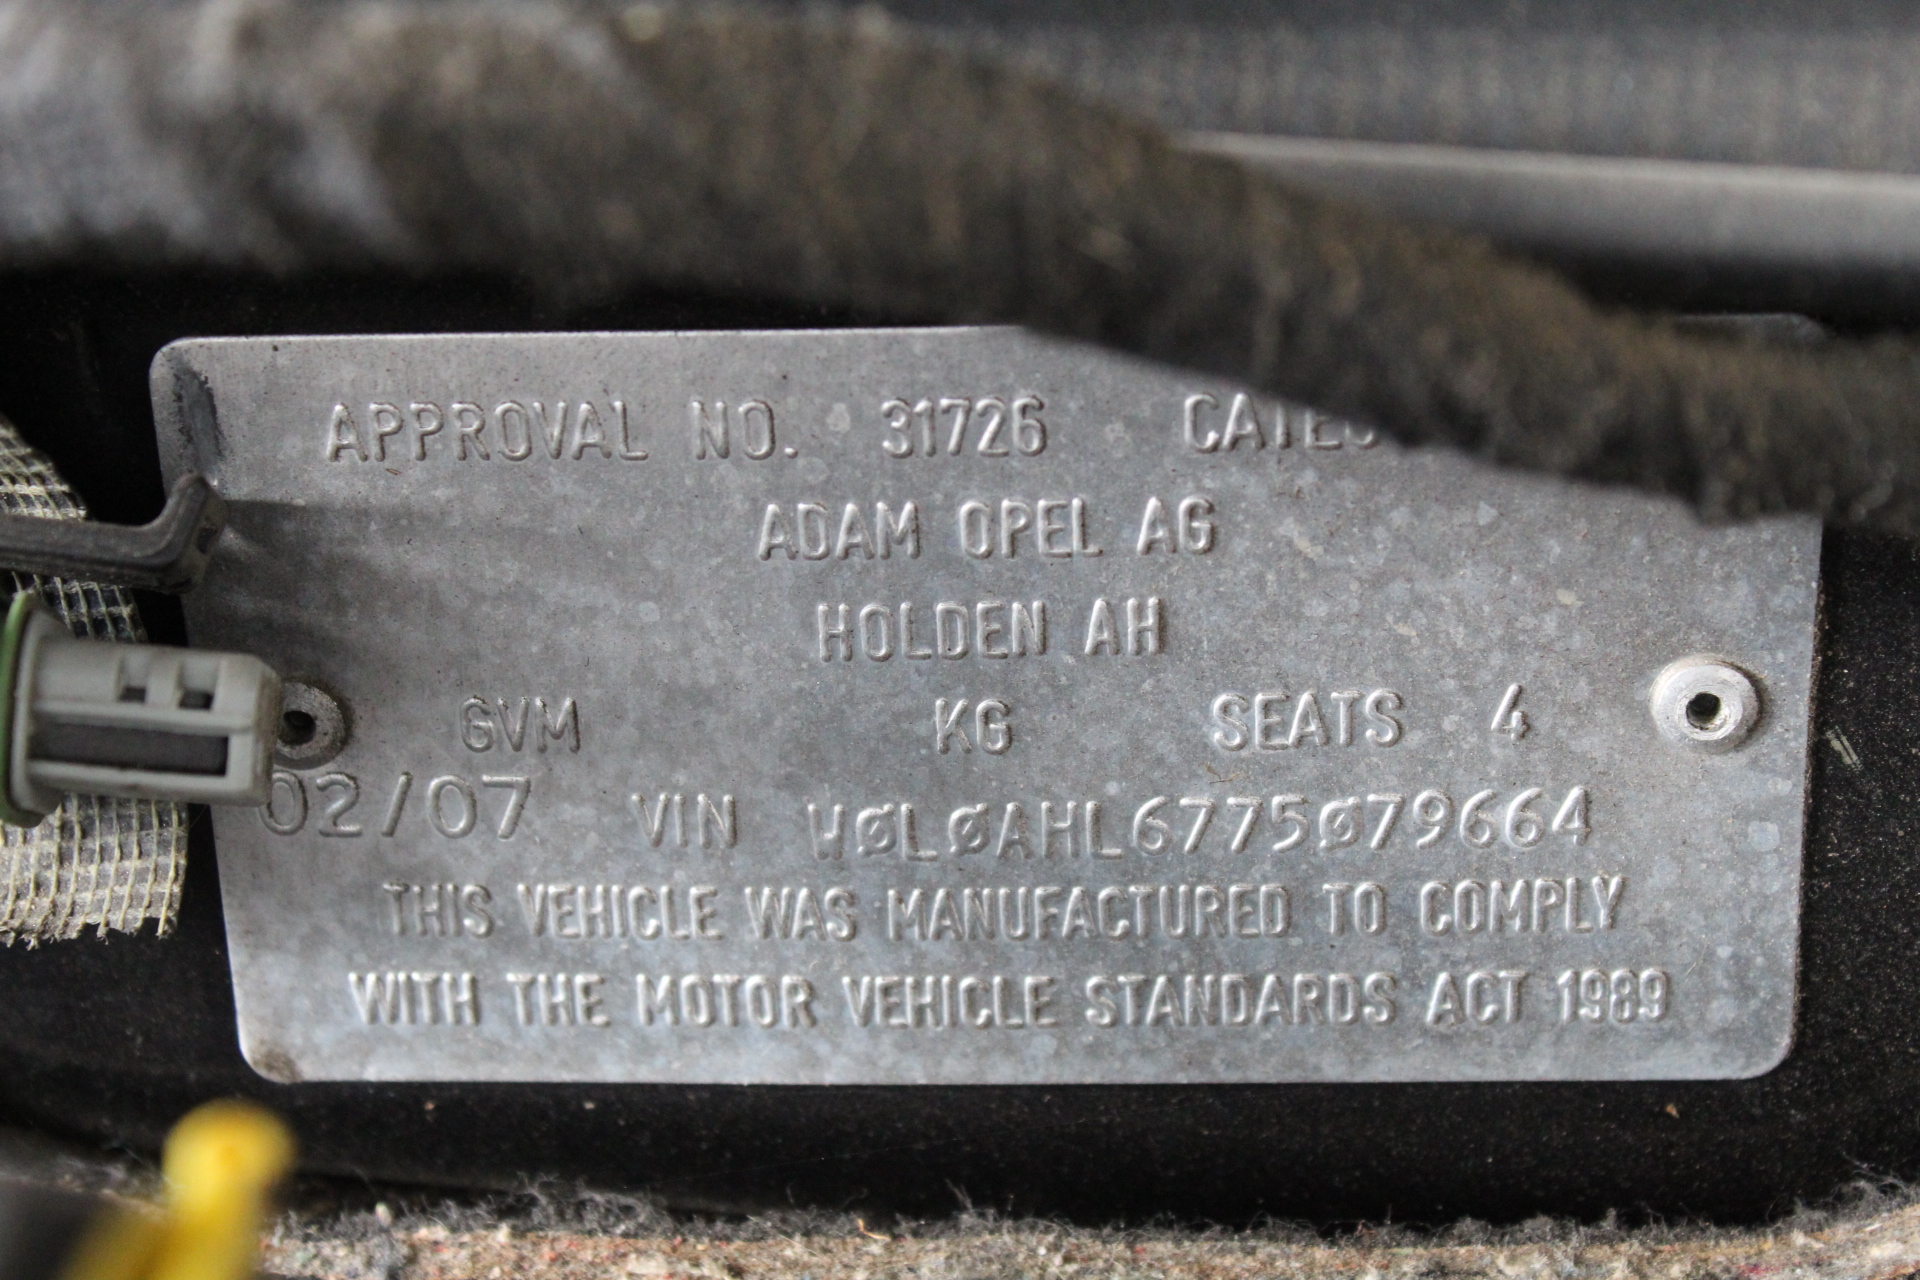 APPROVAL NO. 31726
ADAM OPEL AG
HOLDEN AH
GVM KG SEATS 4
02/07 VIN WØLØAHL6775Ø79664
THIS VEHICLE WAS MANUFACTURED TO COMPLY
WITH THE MOTOR VEHICLE STANDARDS ACT 1989